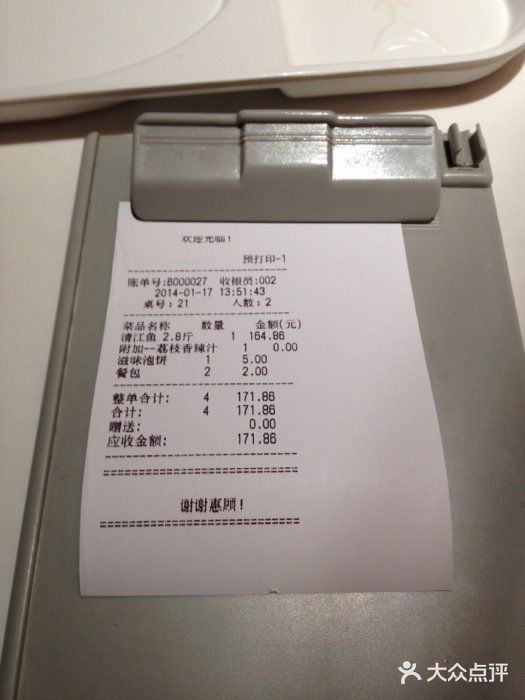 欢迎光临!
预打印-1
账单号:B000027 收银员:002
2014-01-17 13:51:43
桌号:21 人数:2
菜品名称 数量 金额(元)
清江鱼 2.8斤 1 164.86
附加--荔枝香辣汁 1 0.00
滋味泡饼 1 5.00
餐包 2 2.00
整单合计: 4 171.86
合计: 4 171.86
赠送: 0.00
应收金额: 171.86
谢谢惠顾!
大众点评